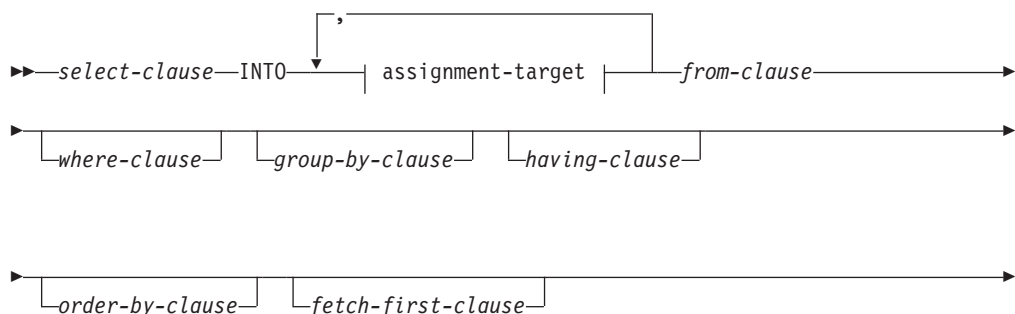 ,
select-clause INTO assignment-target from-clause
where-clause group-by-clause having-clause
order-by-clause fetch-first-clause